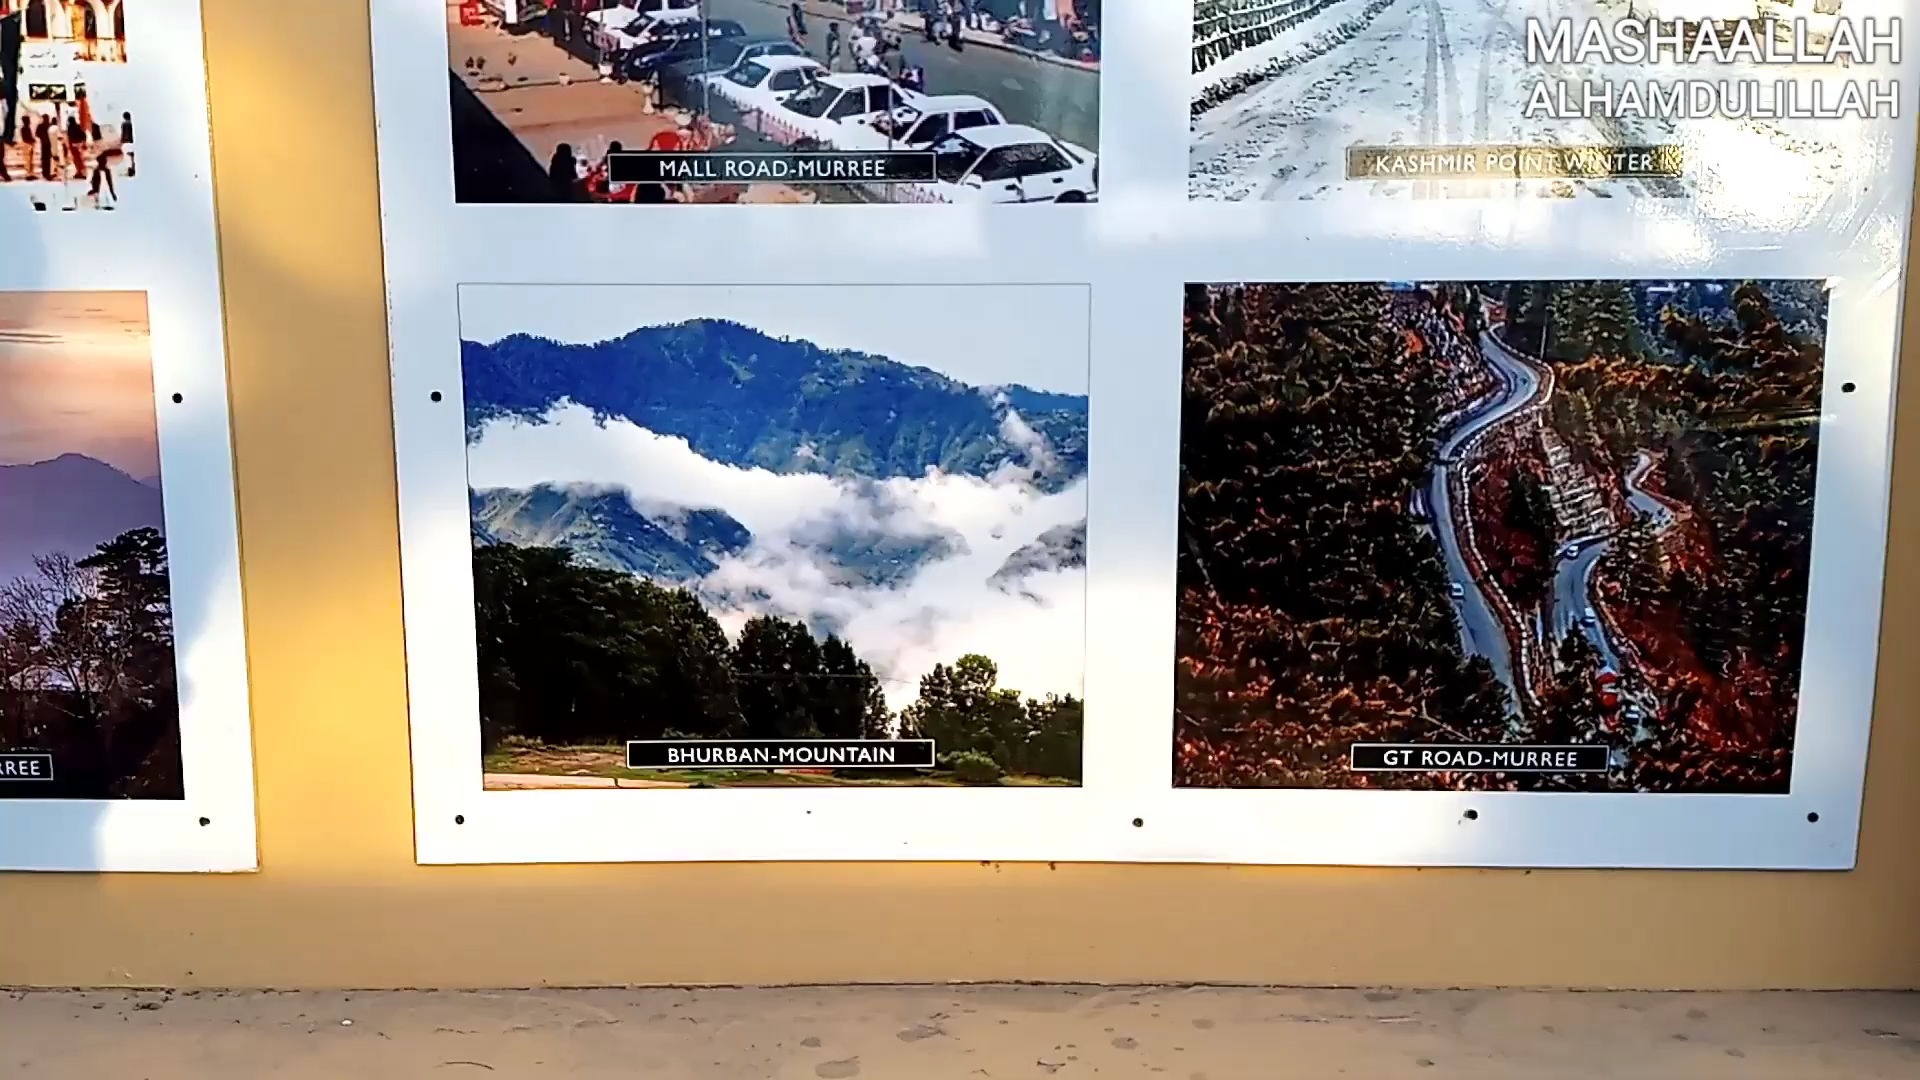 MASHAALLAH
ALHAMDULILLAH
MALL ROAD-MURREE
KASHMIR POINT WINTER
BHURBAN-MOUNTAIN
GT ROAD-MURREE